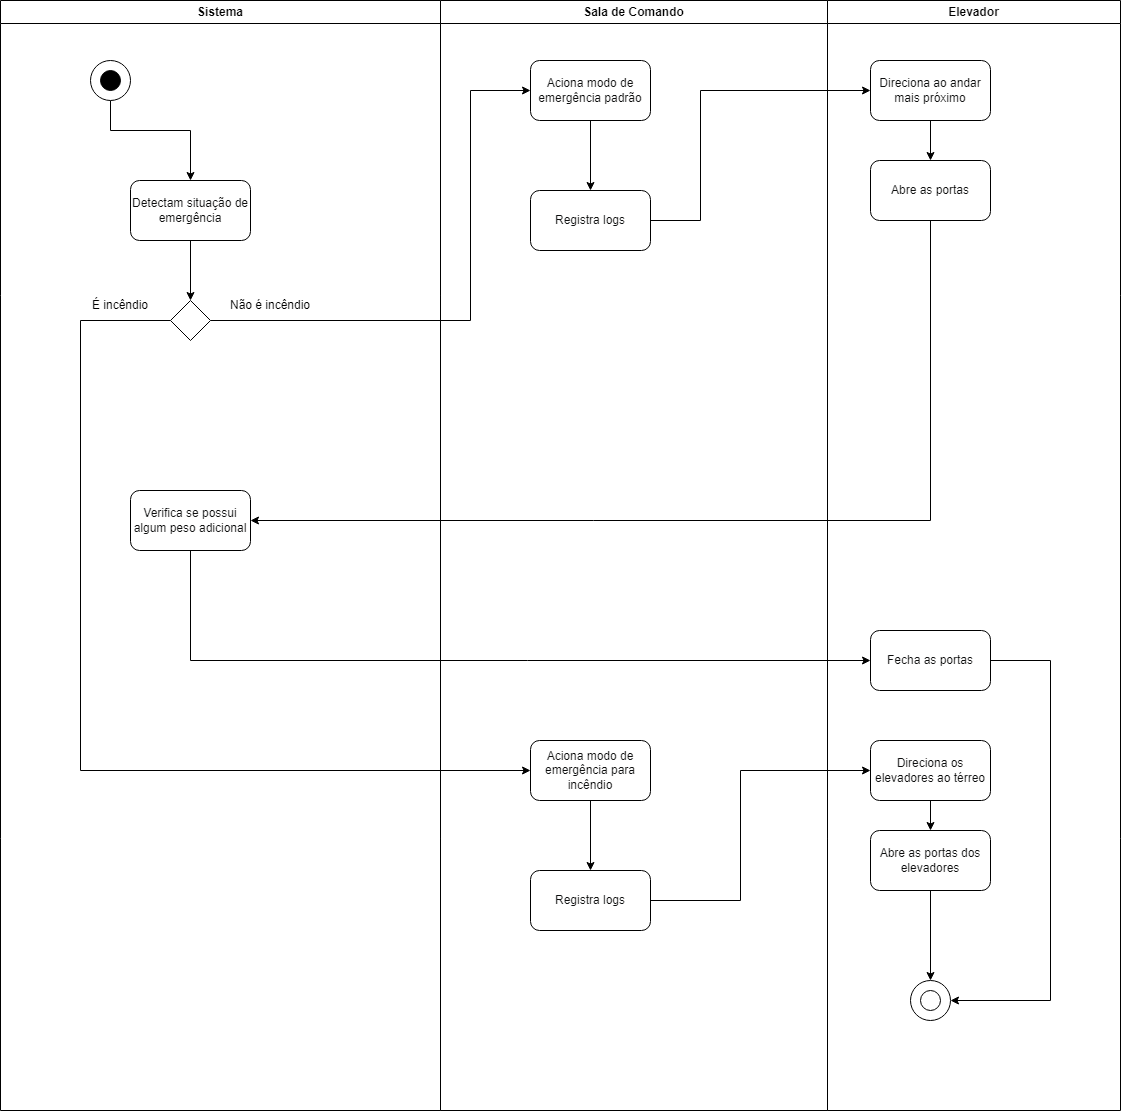 Sistema
Sala de Comando
Elevador
Aciona modo de
emergência padrão
Direciona ao andar
mais próximo
Detectam situação de
emergência
Registra logs
Abre as portas
É incêndio
Não é incêndio
Verifica se possui
algum peso adicional
Fecha as portas
Aciona modo de
emergência para
incêndio
Direciona os
elevadores ao térreo
Abre as portas dos
elevadores
Registra logs